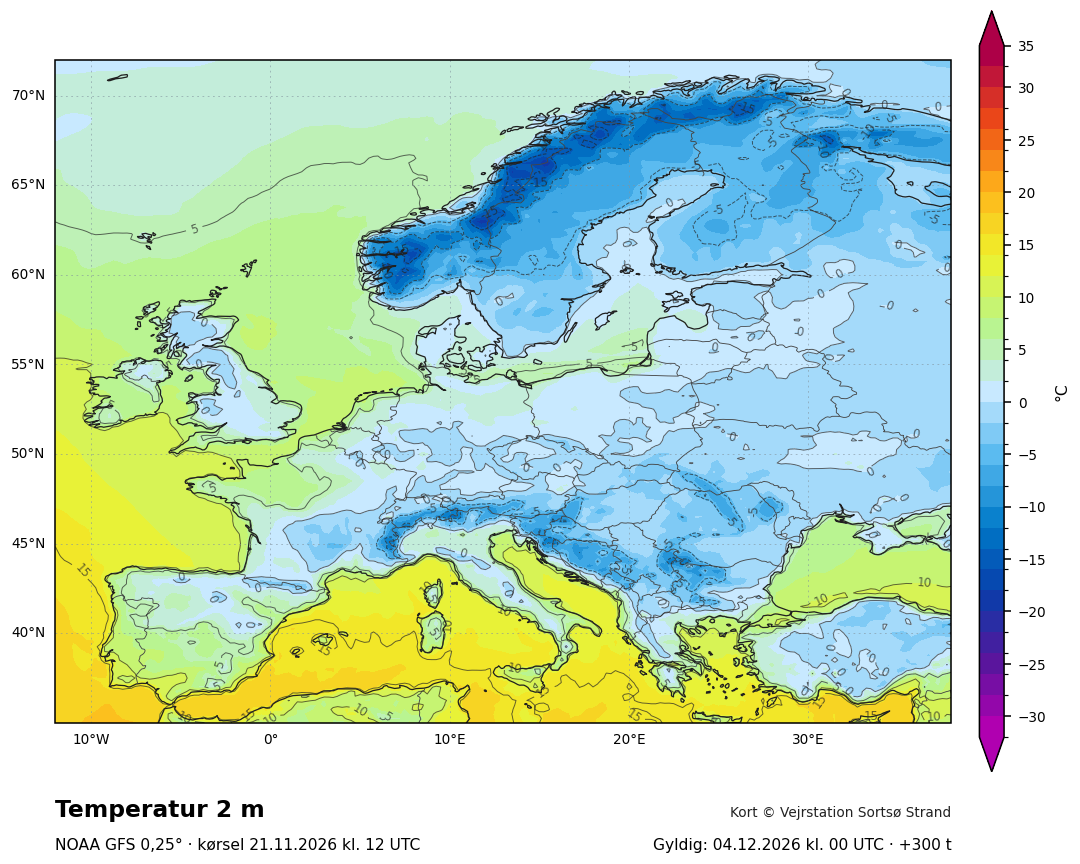 35
30
25
20
15
10
5
0
−5
−10
−15
−20
−25
−30
°C
70°N
65°N
60°N
55°N
50°N
45°N
40°N
10°W
0°
10°E
20°E
30°E
Temperatur 2 m
Kort © Vejrstation Sortsø Strand
NOAA GFS 0,25° · kørsel 21.11.2026 kl. 12 UTC
Gyldig: 04.12.2026 kl. 00 UTC · +300 t